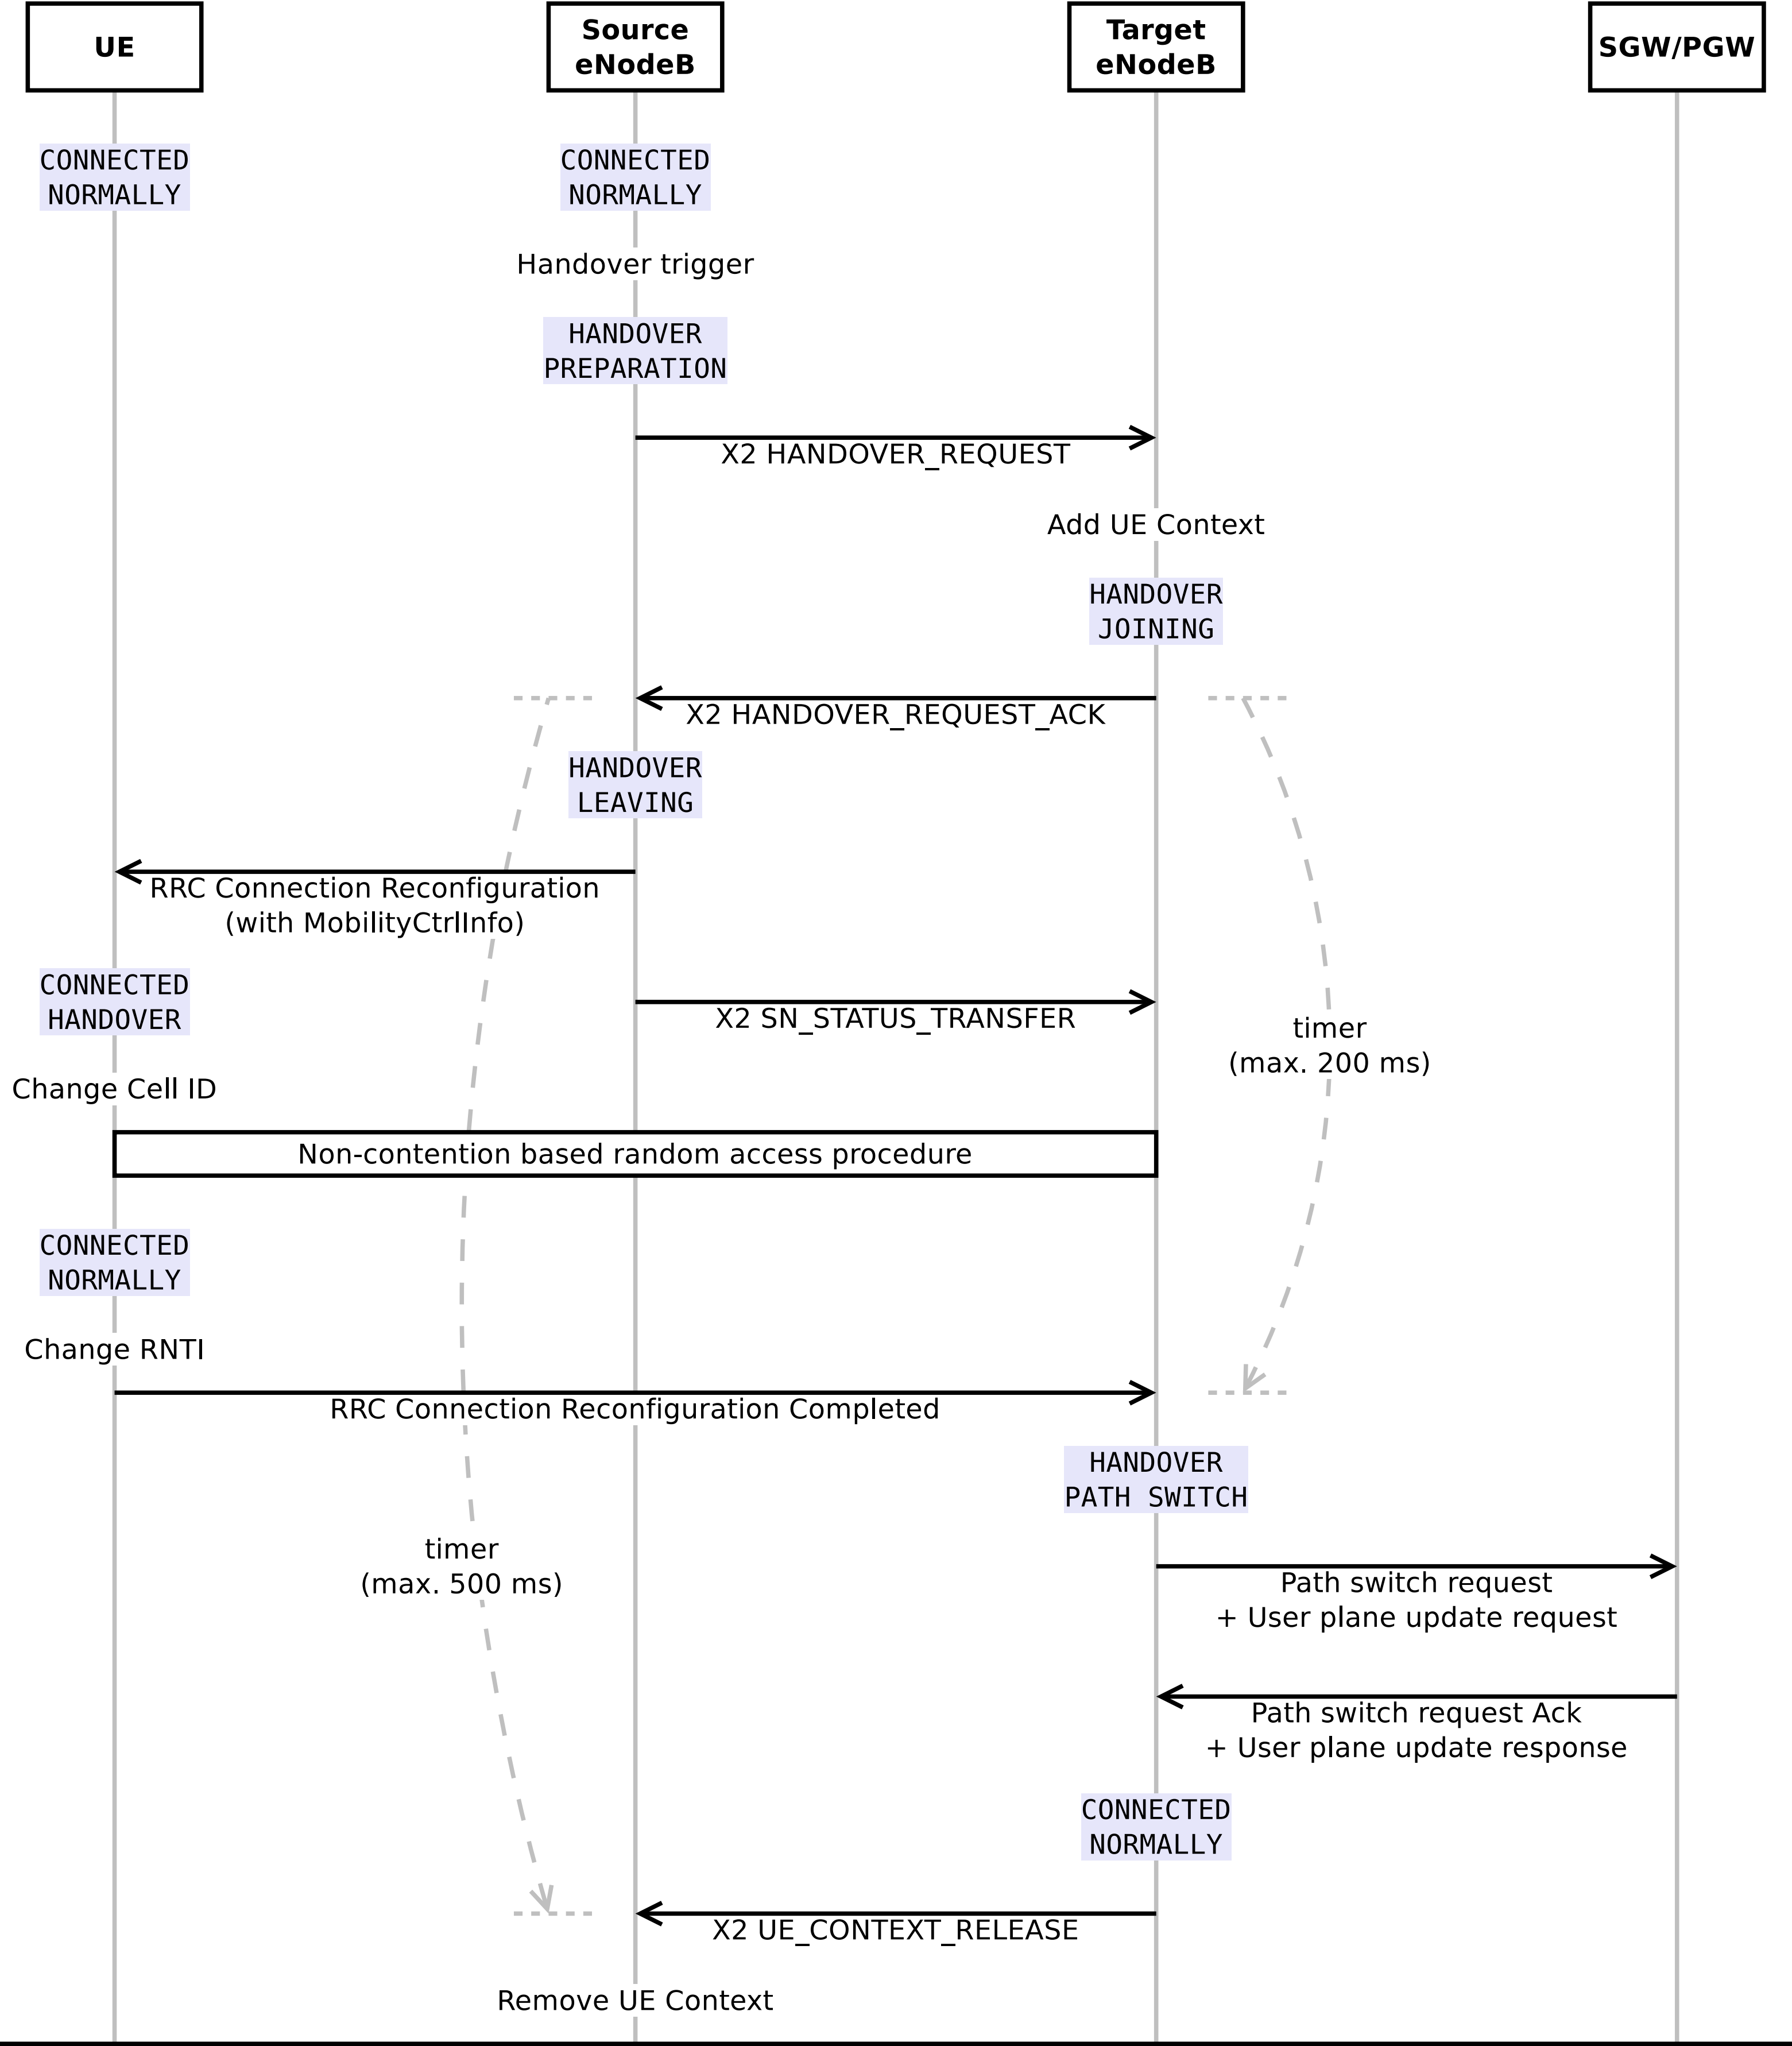 UE
Source
eNodeB
Target
eNodeB
SGW/PGW
CONNECTED
NORMALLY
CONNECTED
NORMALLY
Handover trigger
HANDOVER
PREPARATION
X2 HANDOVER_REQUEST
Add UE Context
HANDOVER
JOINING
X2 HANDOVER_REQUEST_ACK
HANDOVER
LEAVING
RRC Connection Reconfiguration
(with MobilityCtrlInfo)
CONNECTED
HANDOVER
X2 SN_STATUS_TRANSFER
timer
(max. 200 ms)
Change Cell ID
Non-contention based random access procedure
CONNECTED
NORMALLY
Change RNTI
RRC Connection Reconfiguration Completed
HANDOVER
PATH SWITCH
timer
(max. 500 ms)
Path switch request
+ User plane update request
Path switch request Ack
+ User plane update response
CONNECTED
NORMALLY
X2 UE_CONTEXT_RELEASE
Remove UE Context